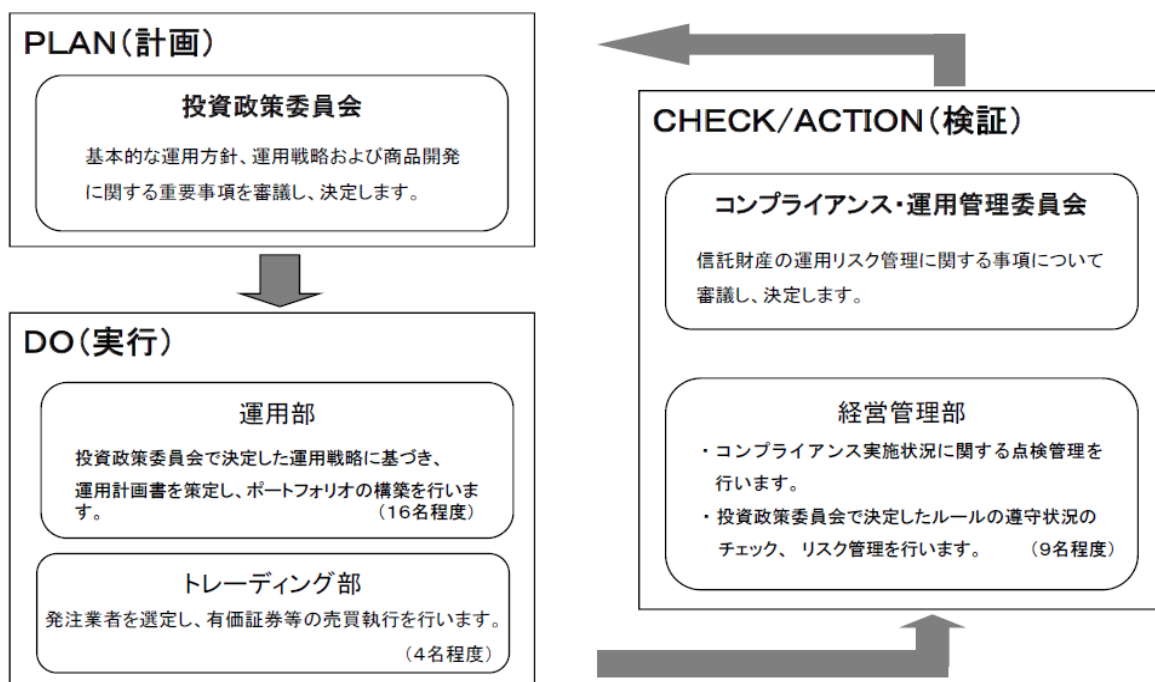 PLAN(計画)
投資政策委員会
基本的な運用方針、運用戦略および商品開発
に関する重要事項を審議し、決定します。
DO(実行)
運用部
投資政策委員会で決定した運用戦略に基づき、
運用計画書を策定し、ポートフォリオの構築を行いま
す。 (16名程度)
トレーディング部
発注業者を選定し、有価証券等の売買執行を行います。
(4名程度)
CHECK/ACTION(検証)
コンプライアンス・運用管理委員会
信託財産の運用リスク管理に関する事項について
審議し、決定します。
経営管理部
・コンプライアンス実施状況に関する点検管理を
行います。
・投資政策委員会で決定したルールの遵守状況の
チェック、 リスク管理を行います。 (9名程度)